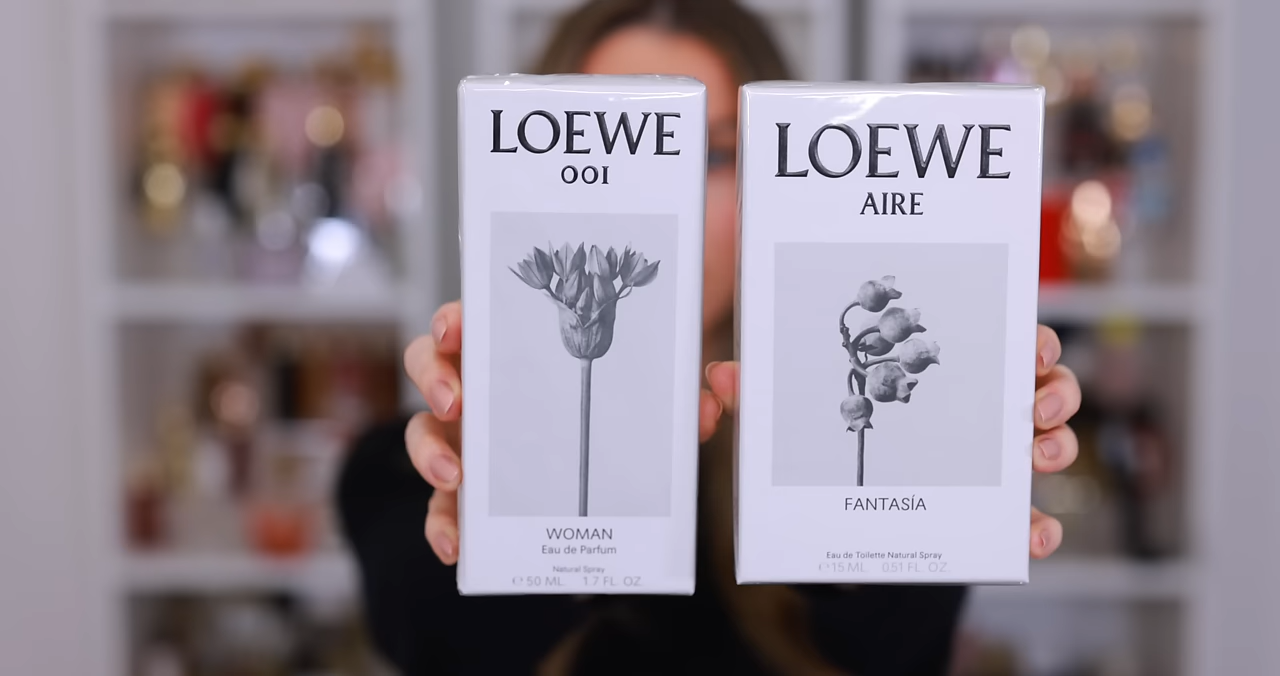 LOEWE
001
WOMAN
Eau de Parfum
Natural Spray
℮ 50 ML 1.7 FL. OZ.
LOEWE
AIRE
FANTASÍA
Eau de Toilette Natural Spray
℮ 15 ML 0.51 FL. OZ.